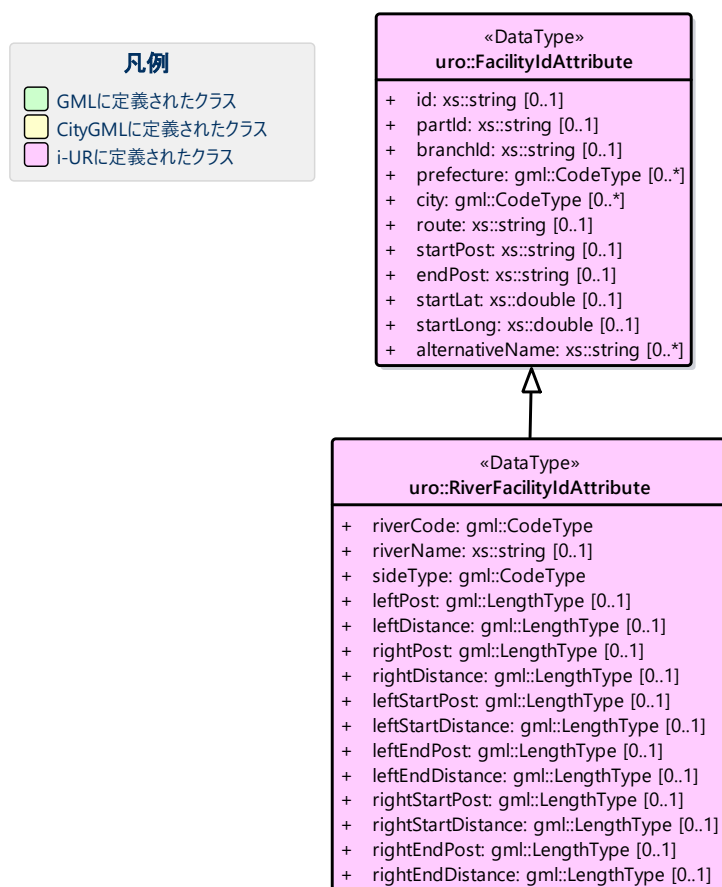 凡例
GMLに定義されたクラス
CityGMLに定義されたクラス
i-URに定義されたクラス
«DataType»
uro::FacilityIdAttribute
+ id: xs::string [0..1]
+ partId: xs::string [0..1]
+ branchId: xs::string [0..1]
+ prefecture: gml::CodeType [0..*]
+ city: gml::CodeType [0..*]
+ route: xs::string [0..1]
+ startPost: xs::string [0..1]
+ endPost: xs::string [0..1]
+ startLat: xs::double [0..1]
+ startLong: xs::double [0..1]
+ alternativeName: xs::string [0..*]
«DataType»
uro::RiverFacilityIdAttribute
+ riverCode: gml::CodeType
+ riverName: xs::string [0..1]
+ sideType: gml::CodeType
+ leftPost: gml::LengthType [0..1]
+ leftDistance: gml::LengthType [0..1]
+ rightPost: gml::LengthType [0..1]
+ rightDistance: gml::LengthType [0..1]
+ leftStartPost: gml::LengthType [0..1]
+ leftStartDistance: gml::LengthType [0..1]
+ leftEndPost: gml::LengthType [0..1]
+ leftEndDistance: gml::LengthType [0..1]
+ rightStartPost: gml::LengthType [0..1]
+ rightStartDistance: gml::LengthType [0..1]
+ rightEndPost: gml::LengthType [0..1]
+ rightEndDistance: gml::LengthType [0..1]